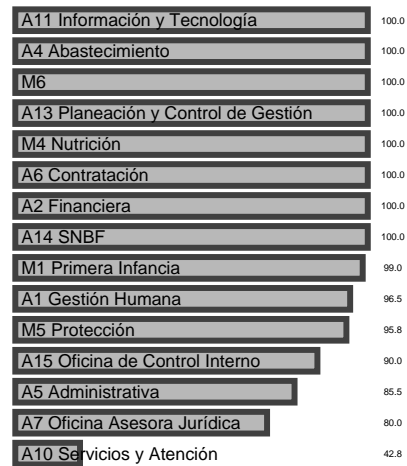 A11 Información y Tecnología 100.0
A4 Abastecimiento 100.0
M6 100.0
A13 Planeación y Control de Gestión 100.0
M4 Nutrición 100.0
A6 Contratación 100.0
A2 Financiera 100.0
A14 SNBF 100.0
M1 Primera Infancia 99.0
A1 Gestión Humana 96.5
M5 Protección 95.8
A15 Oficina de Control Interno 90.0
A5 Administrativa 85.5
A7 Oficina Asesora Jurídica 80.0
A10 Servicios y Atención 42.8